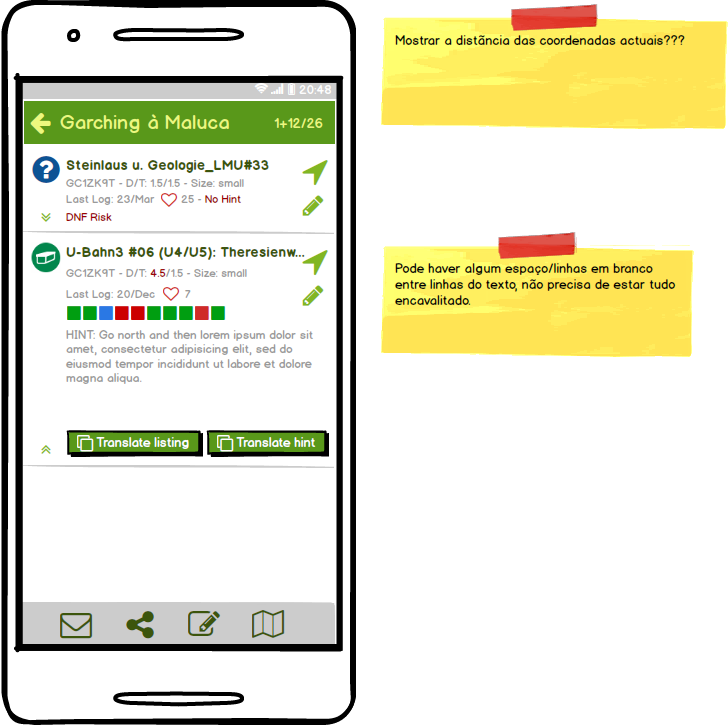 20:48
Garching à Maluca 1+12/26
?
Steinlaus u. Geologie_LMU#33
GC1ZK9T - D/T: 1.5/1.5 - Size: small
Last Log: 23/Mar 25 - No Hint
DNF Risk
U-Bahn3 #06 (U4/U5): Theresienw...
GC1ZK9T - D/T: 4.5/1.5 - Size: small
Last Log: 20/Dec 7
HINT: Go north and then lorem ipsum dolor sit
amet, consectetur adipisicing elit, sed do
eiusmod tempor incididunt ut labore et dolore
magna aliqua.
Translate listing Translate hint
Mostrar a distãncia das coordenadas actuais???
Pode haver algum espaço/linhas em branco
entre linhas do texto, não precisa de estar tudo
encavalitado.